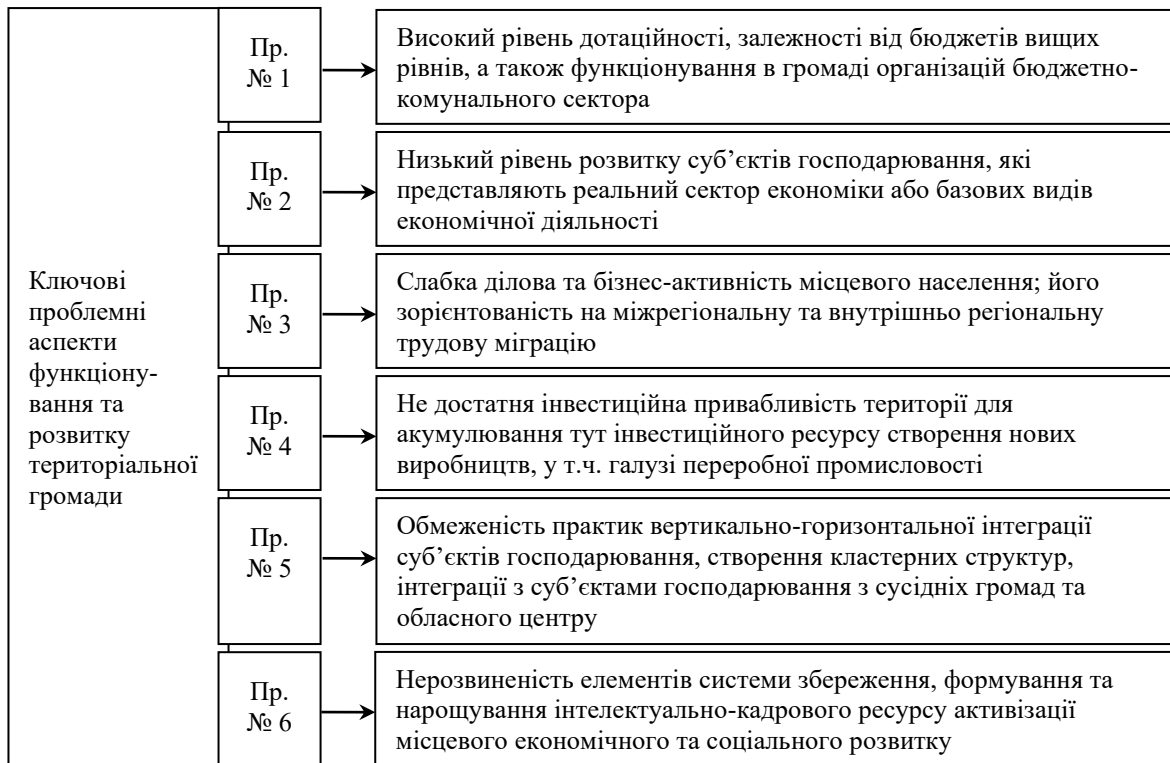 Ключові
проблемні
аспекти
функціону-
вання та
розвитку
територіальної
громади
Пр.
№ 1
Високий рівень дотаційності, залежності від бюджетів вищих
рівнів, а також функціонування в громаді організацій бюджетно-
комунального сектора
Пр.
№ 2
Низький рівень розвитку суб’єктів господарювання, які
представляють реальний сектор економіки або базових видів
економічної діяльності
Пр.
№ 3
Слабка ділова та бізнес-активність місцевого населення; його
зорієнтованість на міжрегіональну та внутрішньо регіональну
трудову міграцію
Пр.
№ 4
Не достатня інвестиційна привабливість території для
акумулювання тут інвестиційного ресурсу створення нових
виробництв, у т.ч. галузі переробної промисловості
Пр.
№ 5
Обмеженість практик вертикально-горизонтальної інтеграції
суб’єктів господарювання, створення кластерних структур,
інтеграції з суб’єктами господарювання з сусідніх громад та
обласного центру
Пр.
№ 6
Нерозвиненість елементів системи збереження, формування та
нарощування інтелектуально-кадрового ресурсу активізації
місцевого економічного та соціального розвитку